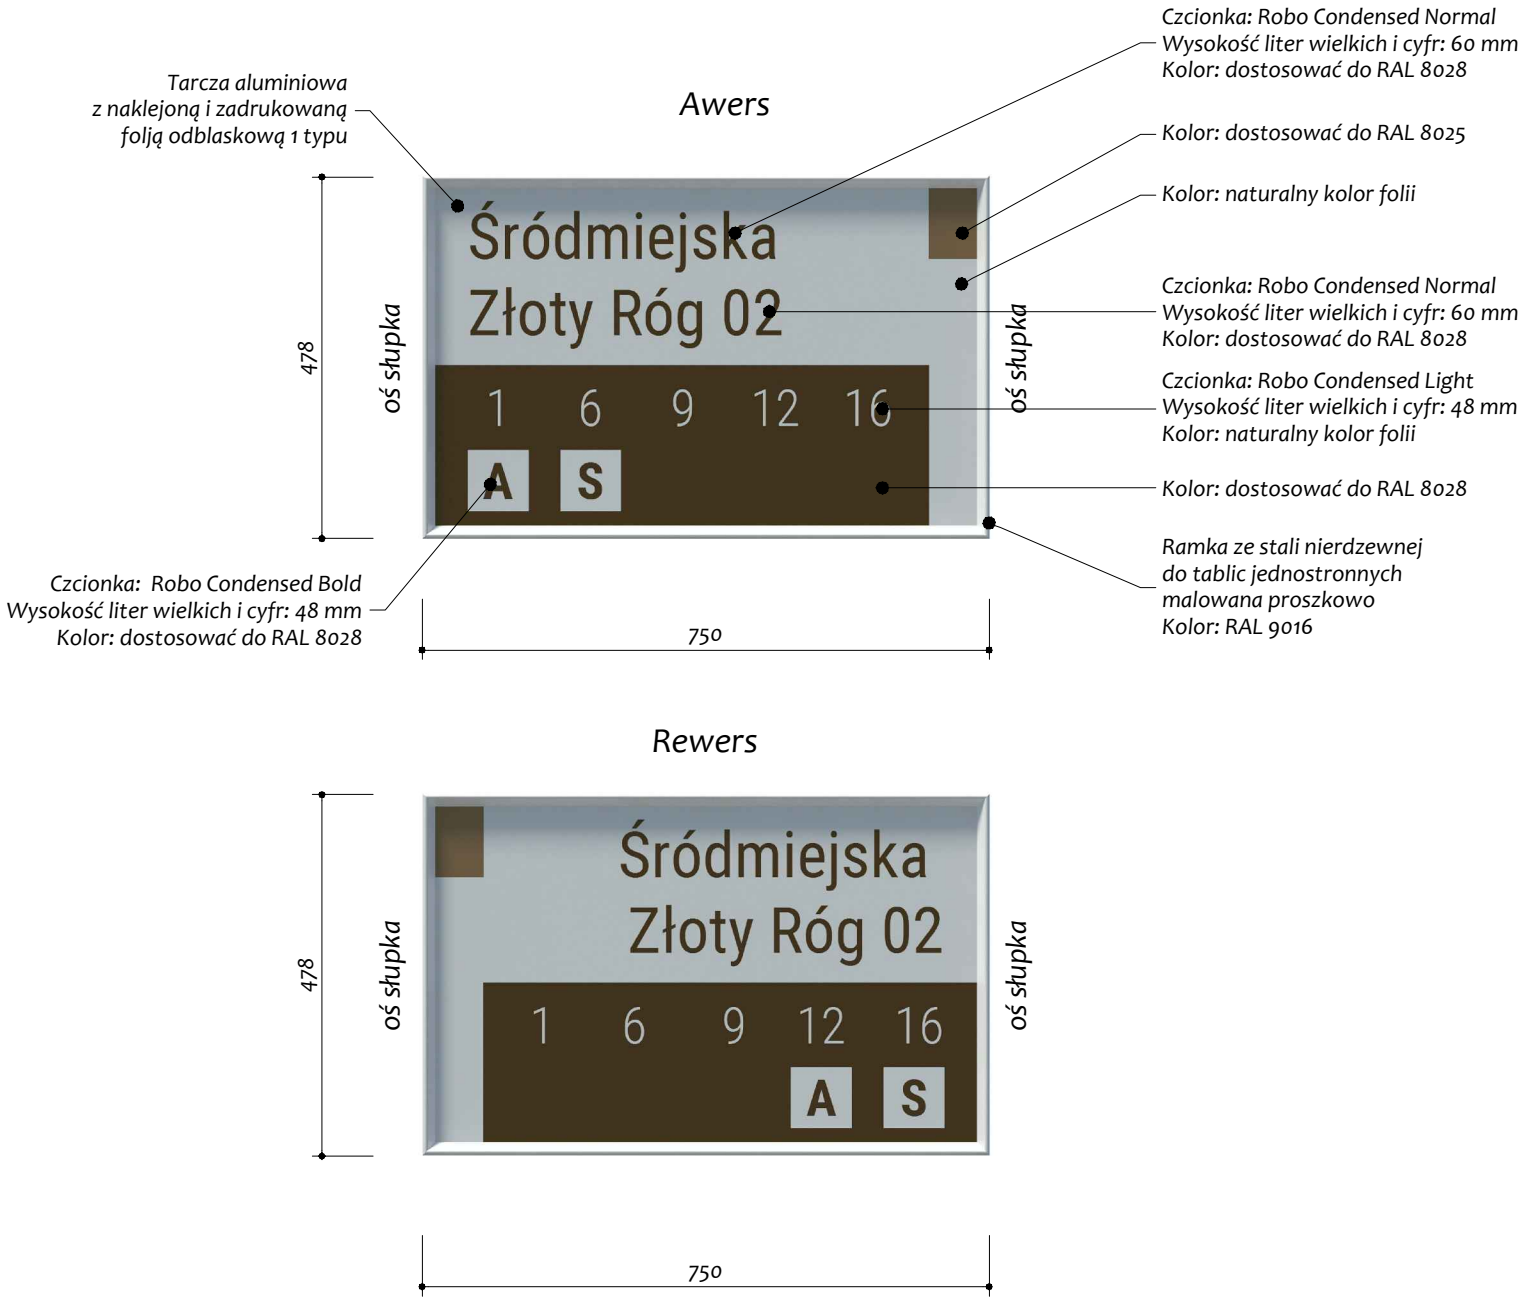 Czcionka: Robo Condensed Normal
Wysokość liter wielkich i cyfr: 60 mm
Kolor: dostosować do RAL 8028
Tarcza aluminiowa
z naklejoną i zadrukowaną
folją odblaskową 1 typu
Awers
Kolor: dostosować do RAL 8025
Kolor: naturalny kolor folii
Śródmiejska
Złoty Róg 02
1 6 9 12 16
A S
478
oś słupka
oś słupka
Czcionka: Robo Condensed Normal
Wysokość liter wielkich i cyfr: 60 mm
Kolor: dostosować do RAL 8028
Czcionka: Robo Condensed Light
Wysokość liter wielkich i cyfr: 48 mm
Kolor: naturalny kolor folii
Kolor: dostosować do RAL 8028
Ramka ze stali nierdzewnej
do tablic jednostronnych
malowana proszkowo
Kolor: RAL 9016
Czcionka: Robo Condensed Bold
Wysokość liter wielkich i cyfr: 48 mm
Kolor: dostosować do RAL 8028
750
Rewers
Śródmiejska
Złoty Róg 02
1 6 9 12 16
A S
478
oś słupka
oś słupka
750